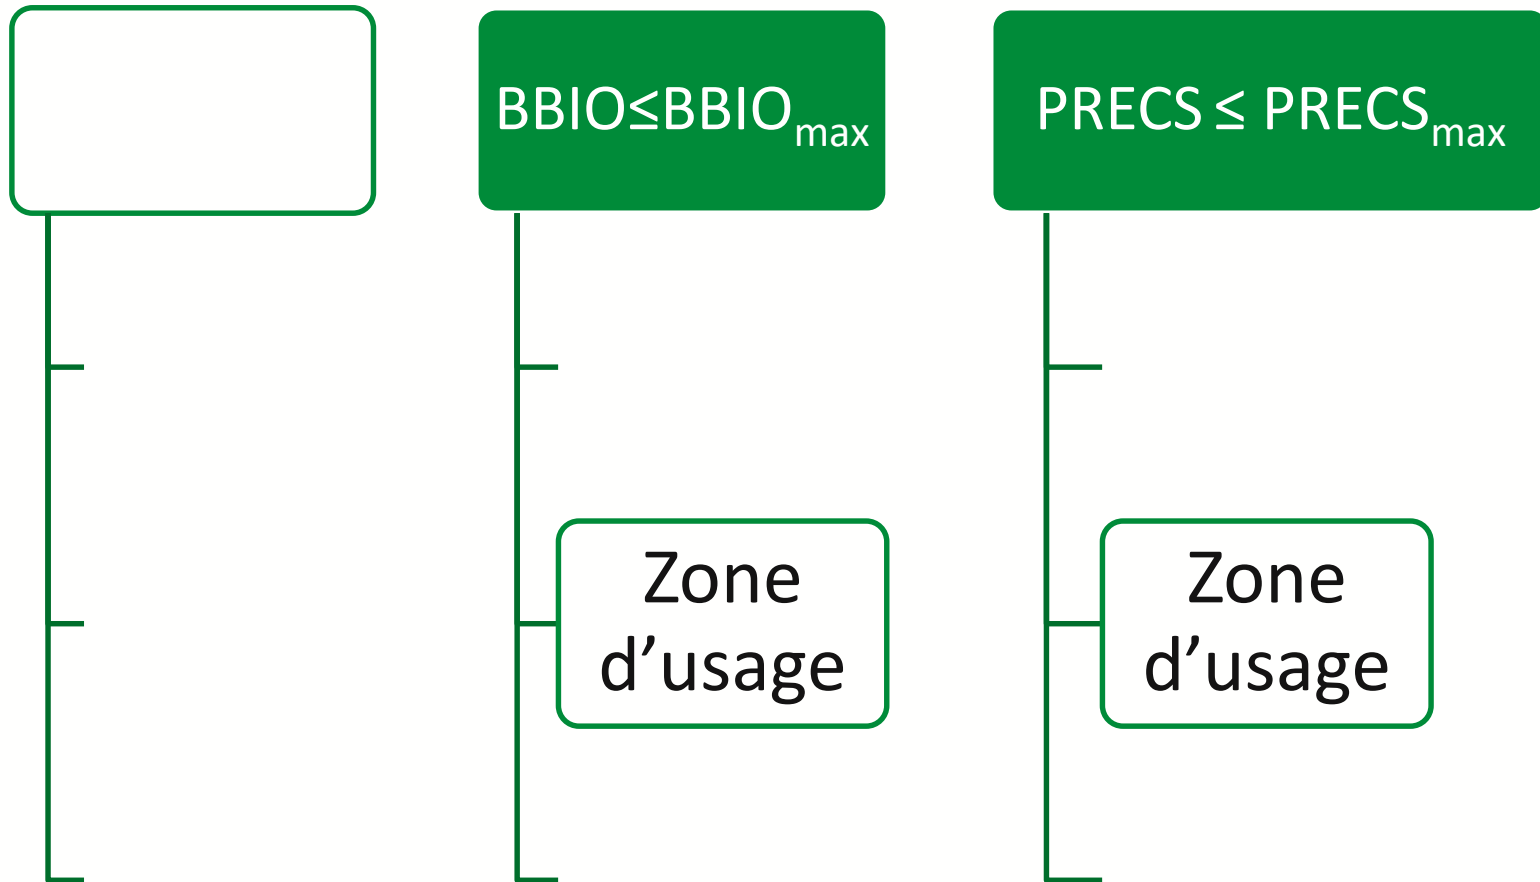 BBIO≤BBIOmax
PRECS ≤ PRECSmax
Zone
d’usage
Zone
d’usage